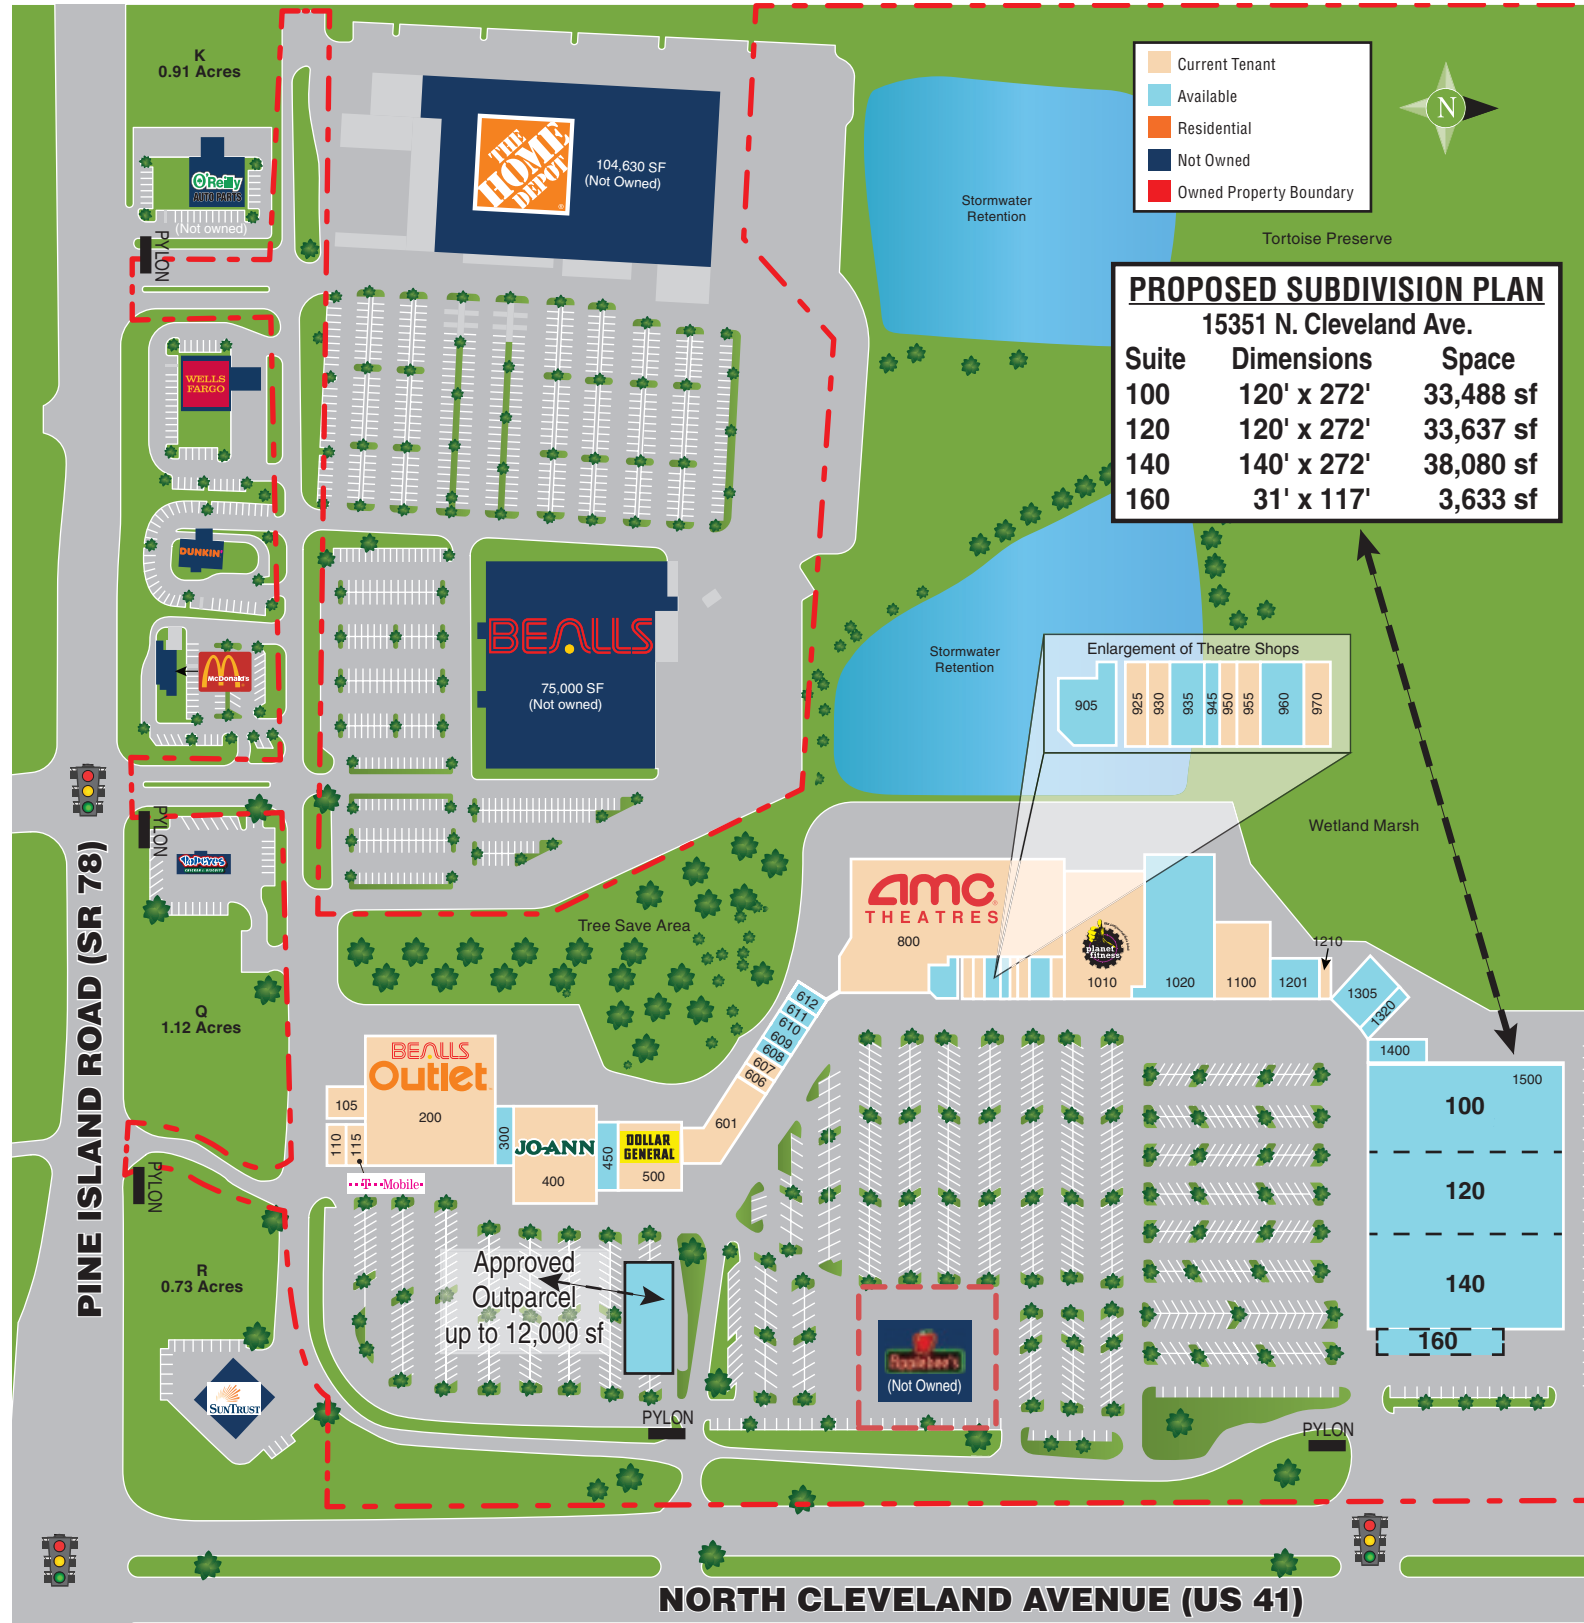 K
0.91 Acres
O'Reilly
AUTO PARTS
(Not owned)
PYLON
THE
HOME
DEPOT
104,630 SF
(Not Owned)
Current Tenant
Available
Residential
Not Owned
Owned Property Boundary
N
Stormwater
Retention
Tortoise Preserve
PROPOSED SUBDIVISION PLAN
15351 N. Cleveland Ave.
Suite Dimensions Space
100 120' x 272' 33,488 sf
120 120' x 272' 33,637 sf
140 140' x 272' 38,080 sf
160 31' x 117' 3,633 sf
WELLS
FARGO
DUNKIN'
McDonald's
BEALLS
75,000 SF
(Not owned)
Stormwater
Retention
Enlargement of Theatre Shops
905 925 930 935 945 950 955 960 970
Wetland Marsh
PYLON
POPEYES
PINE ISLAND ROAD (SR 78)
Tree Save Area
amc
THEATRES
800
planet
fitness
1010
1020
1100
1201
1210
1305
1320
1400
1500
Q
1.12 Acres
612
611
610
609
608
607
606
601
BEALLS
Outlet
200
105
110
115
T Mobile
300
JO-ANN
400
450
DOLLAR
GENERAL
500
100
120
140
160
PYLON
R
0.73 Acres
Approved
Outparcel
up to 12,000 sf
Applebee's
(Not Owned)
SUNTRUST
PYLON
PYLON
NORTH CLEVELAND AVENUE (US 41)